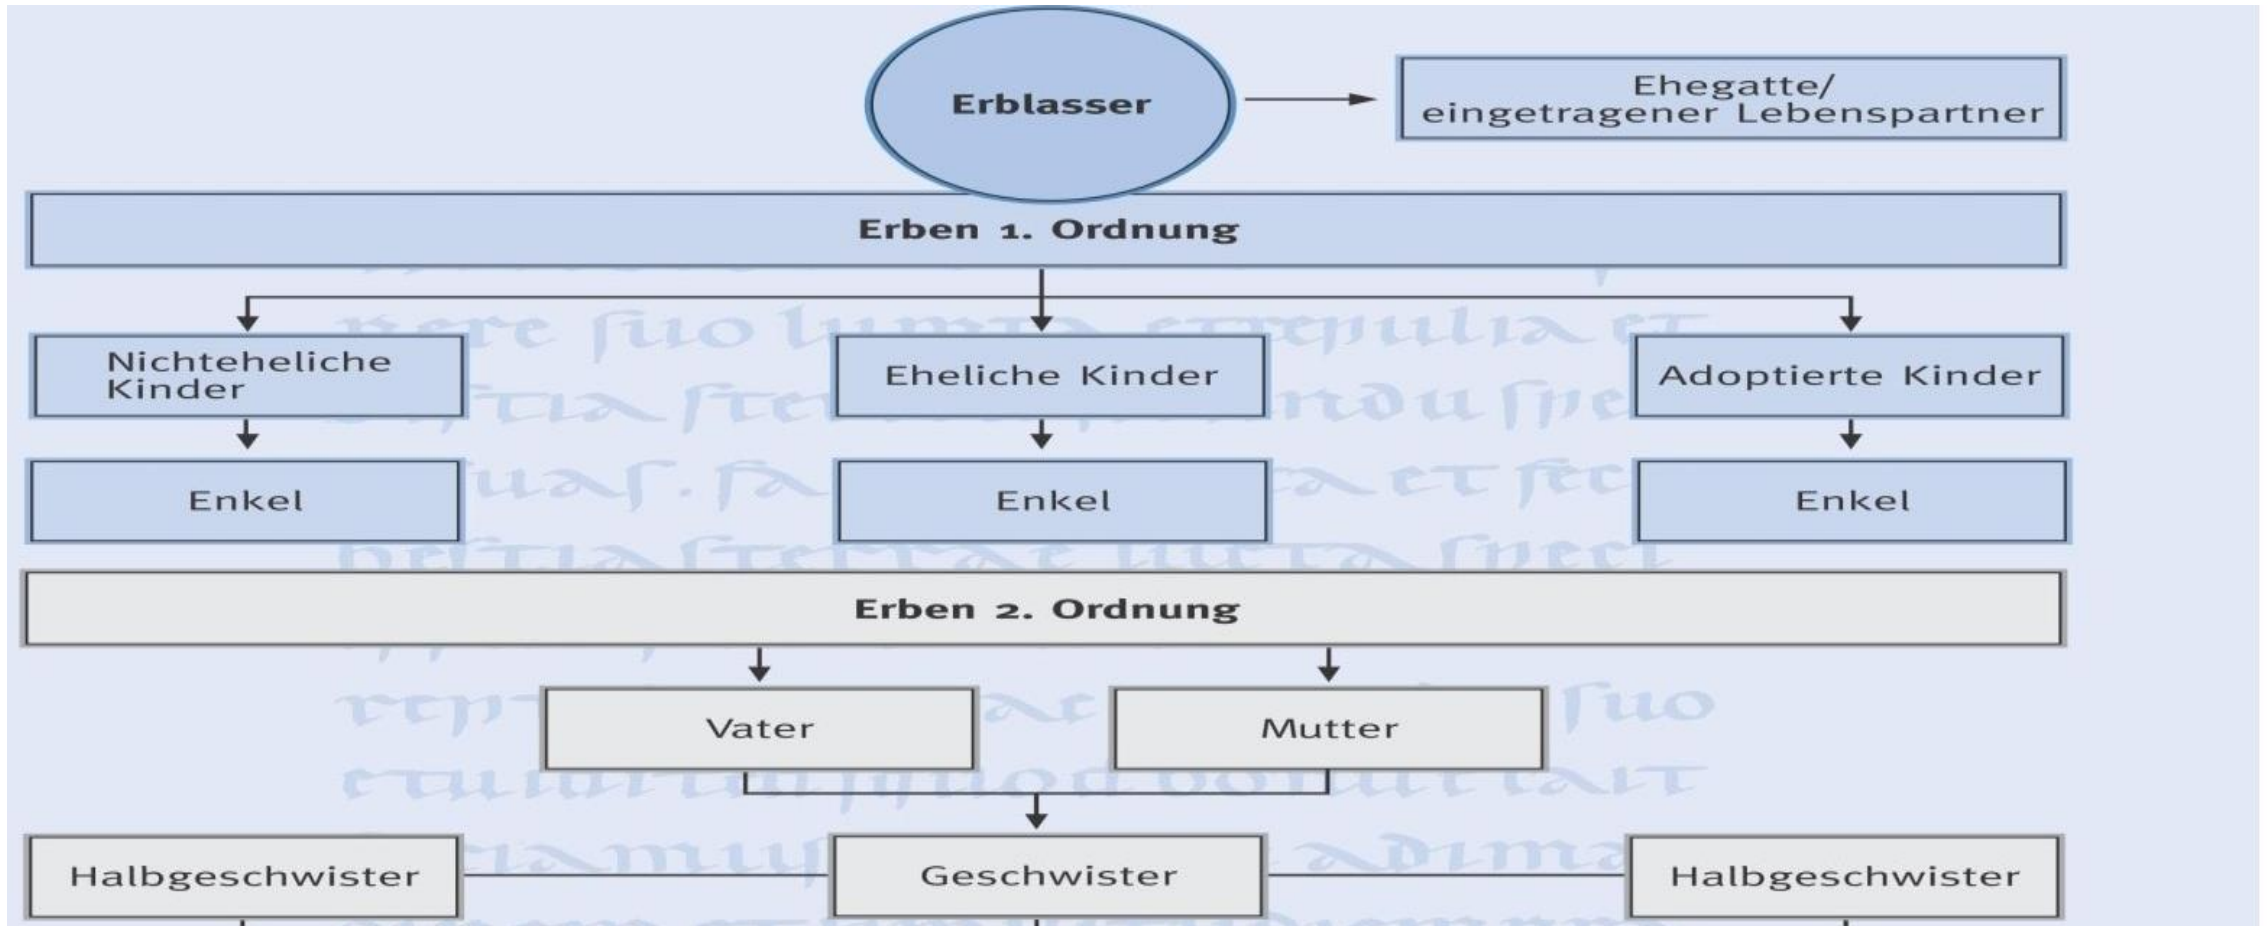 Erblasser
Ehegatte/
eingetragener Lebenspartner
Erben 1. Ordnung
Nichteheliche
Kinder
Eheliche Kinder
Adoptierte Kinder
Enkel
Enkel
Enkel
Erben 2. Ordnung
Vater
Mutter
Halbgeschwister
Geschwister
Halbgeschwister